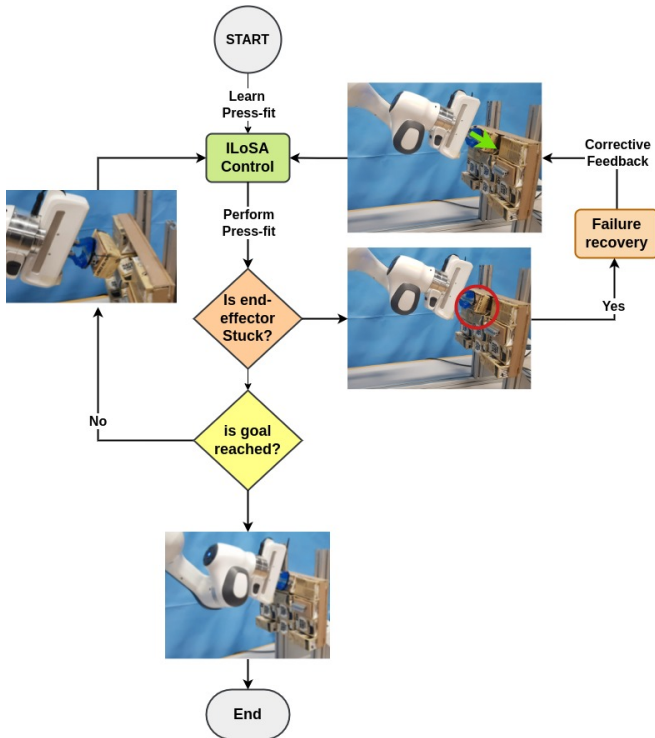 START
Learn
Press-fit
ILoSA
Control
Corrective
Feedback
Perform
Press-fit
Failure
recovery
Is end-
effector
Stuck?
Yes
No
is goal
reached?
End